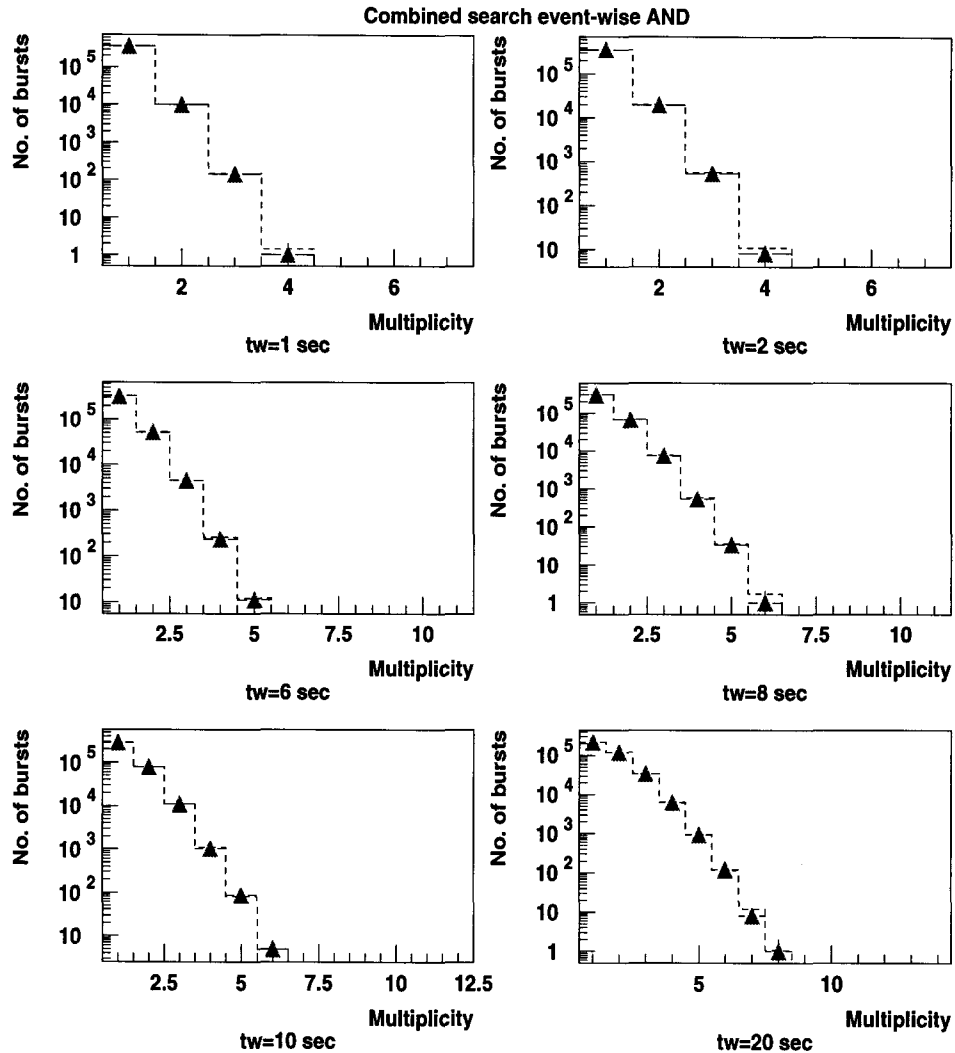 Combined search event-wise AND
No. of bursts
10 5
10 4
10 3
10 2
10
1
2 4 6
Multiplicity
tw=1 sec
No. of bursts
10 5
10 4
10 3
10 2
10
2 4 6
Multiplicity
tw=2 sec
No. of bursts
10 5
10 4
10 3
10 2
10
2.5 5 7.5 10
Multiplicity
tw=6 sec
No. of bursts
10 5
10 4
10 3
10 2
10
1
2.5 5 7.5 10
Multiplicity
tw=8 sec
No. of bursts
10 5
10 4
10 3
10 2
10
2.5 5 7.5 10 12.5
Multiplicity
tw=10 sec
No. of bursts
10 5
10 4
10 3
10 2
10
1
5 10
Multiplicity
tw=20 sec